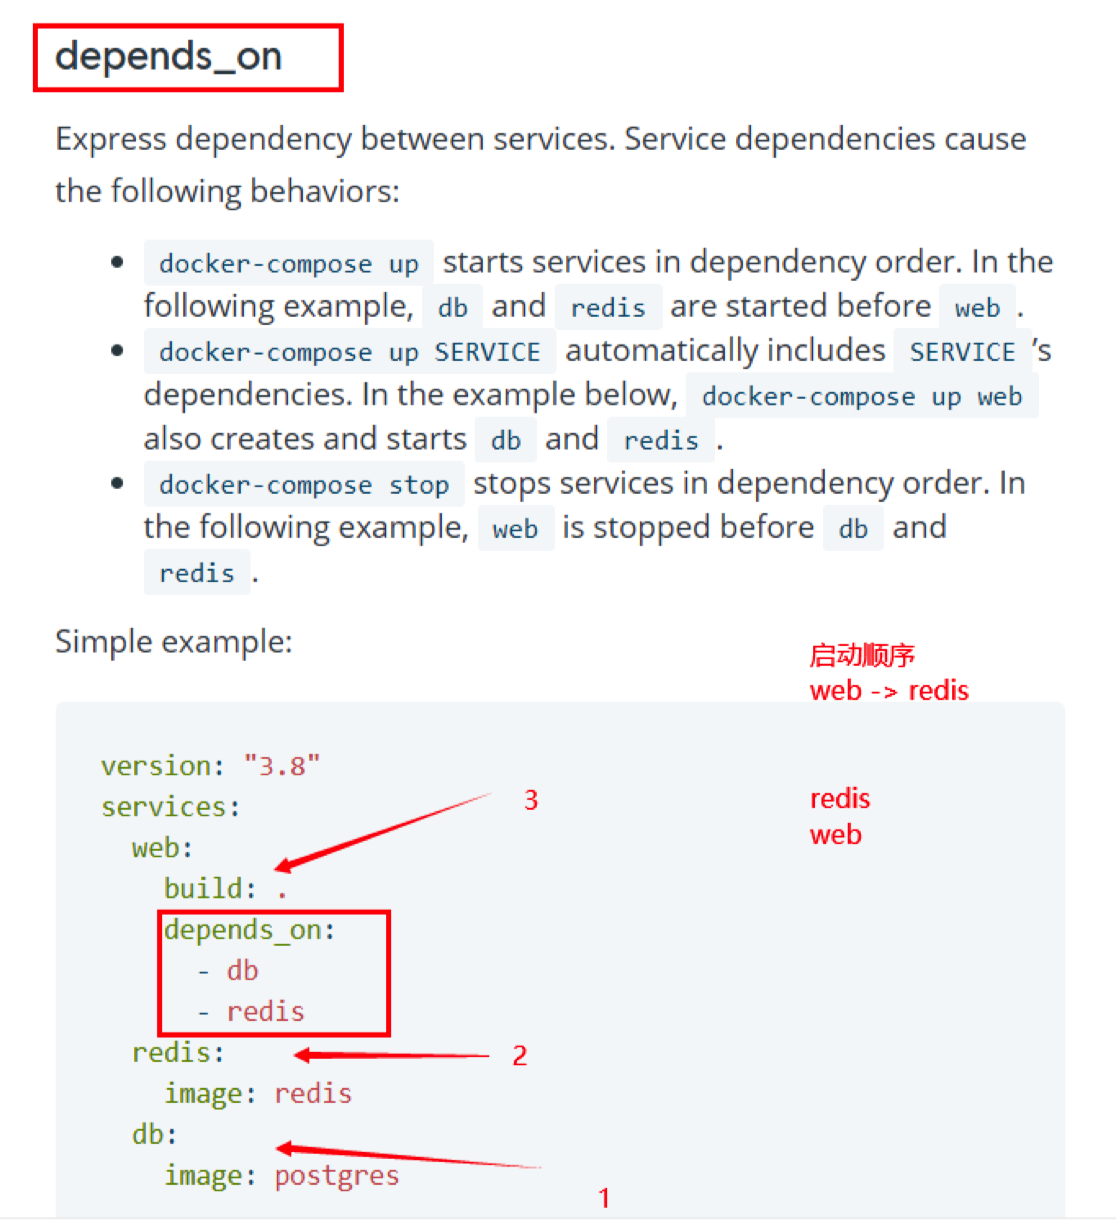 depends_on
Express dependency between services. Service dependencies cause
the following behaviors:
• docker-compose up starts services in dependency order. In the
following example, db and redis are started before web .
• docker-compose up SERVICE automatically includes SERVICE 's
dependencies. In the example below, docker-compose up web
also creates and starts db and redis .
• docker-compose stop stops services in dependency order. In
the following example, web is stopped before db and
redis .
Simple example:
启动顺序
web -> redis
version: "3.8"
services:
3
redis
web
web:
build: .
depends_on:
- db
- redis
redis:
2
image: redis
db:
image: postgres
1